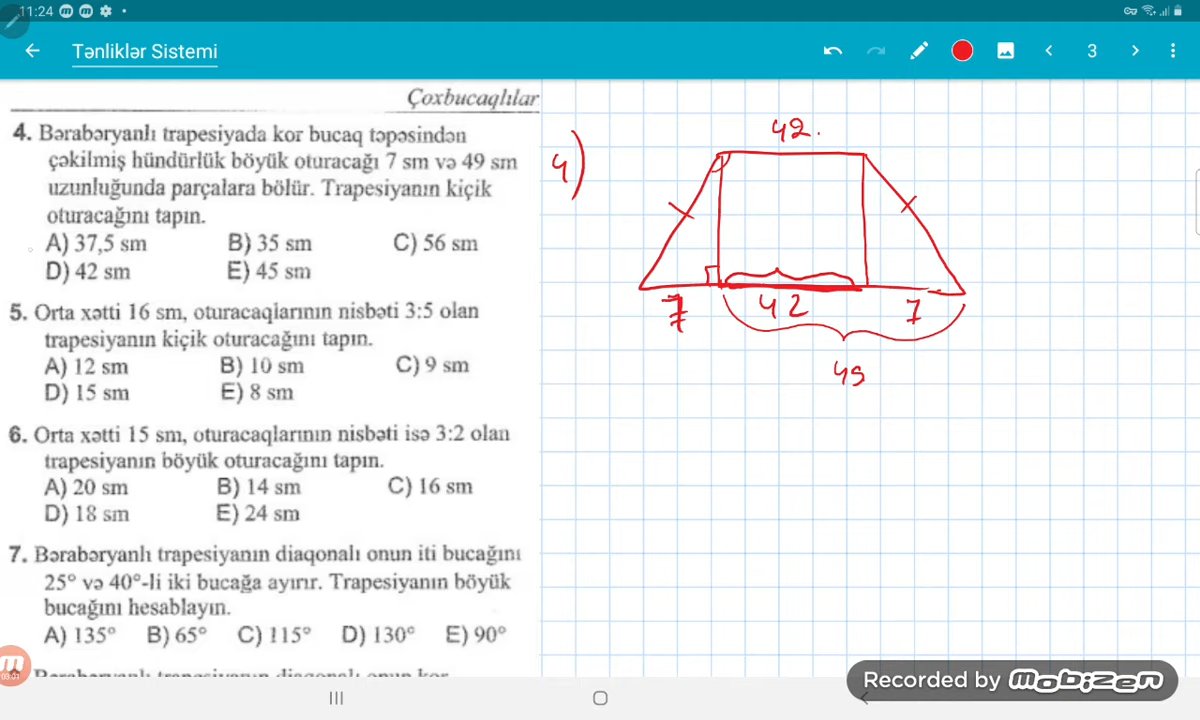 11:24
Tənliklər Sistemi
3
Çoxbucaqlılar
4. Bərabəryanlı trapesiyada kor bucaq təpəsindən
çəkilmiş hündürlük böyük oturacağı 7 sm və 49 sm
uzunluğunda parçalara bölür. Trapesiyanın kiçik
oturacağını tapın.
A) 37,5 sm B) 35 sm C) 56 sm
D) 42 sm E) 45 sm
5. Orta xətti 16 sm, oturacaqlarının nisbəti 3:5 olan
trapesiyanın kiçik oturacağını tapın.
A) 12 sm B) 10 sm C) 9 sm
D) 15 sm E) 8 sm
6. Orta xətti 15 sm, oturacaqlarının nisbəti isə 3:2 olan
trapesiyanın böyük oturacağını tapın.
A) 20 sm B) 14 sm C) 16 sm
D) 18 sm E) 24 sm
7. Bərabəryanlı trapesiyanın diaqonalı onun iti bucağını
25° və 40°-li iki bucağa ayırır. Trapesiyanın böyük
bucağını hesablayın.
A) 135° B) 65° C) 115° D) 130° E) 90°
4)
42.
7 42 7
49
03:01
Recorded by mobizen